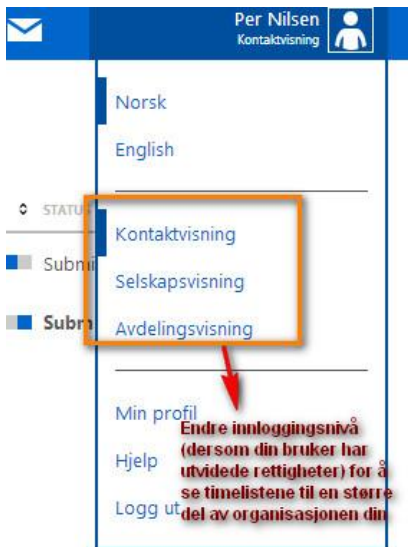 Per Nilsen
Kontaktvisning
Norsk
English
STATUS
Submi
Kontaktvisning
Selskapsvisning
Subm
Avdelingsvisning
Min profil
Hjelp
Logg ut
Endre innloggingsnivå
(dersom din bruker har
utvidede rettigheter) for å
se timelistene til en større
del av organisasjonen din